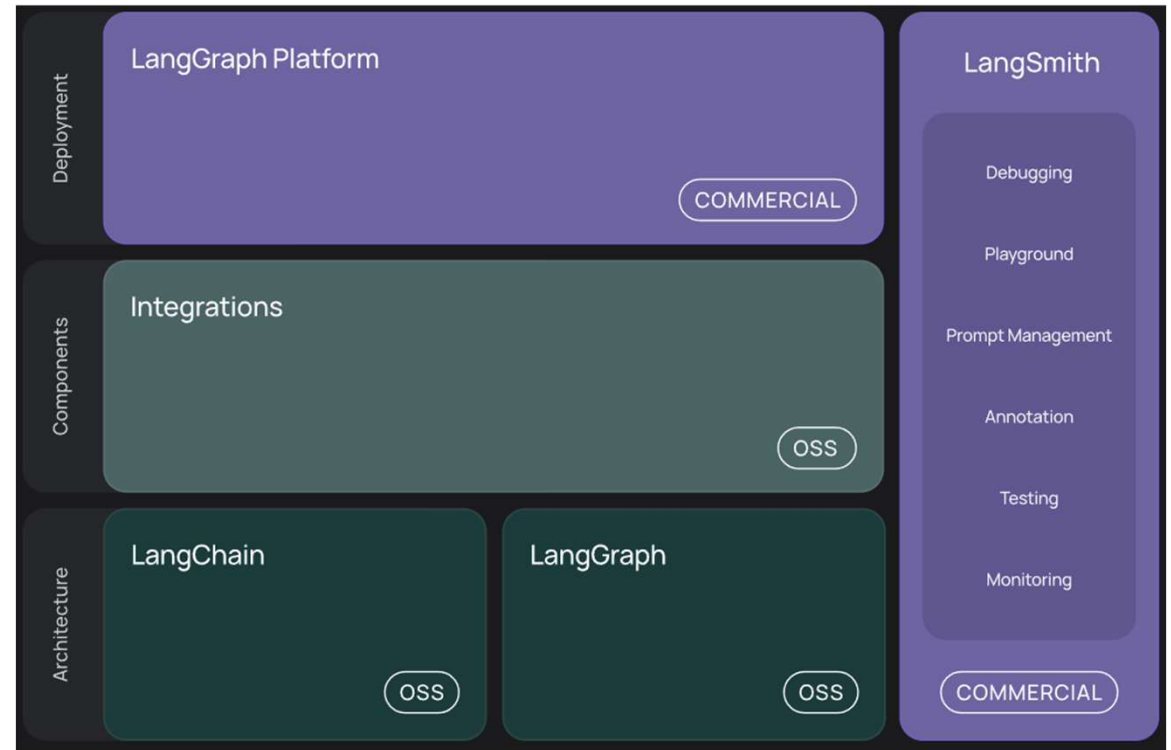 Deployment
LangGraph Platform
COMMERCIAL
Components
Integrations
OSS
Architecture
LangChain
OSS
LangGraph
OSS
LangSmith
Debugging
Playground
Prompt Management
Annotation
Testing
Monitoring
COMMERCIAL